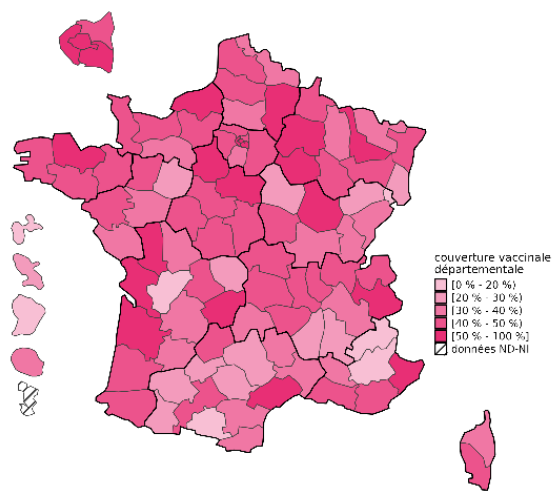 couverture vaccinale
départementale
[0 % - 20 %)
[20 % - 30 %)
[30 % - 40 %)
[40 % - 50 %)
[50 % - 100 %]
données ND-NI